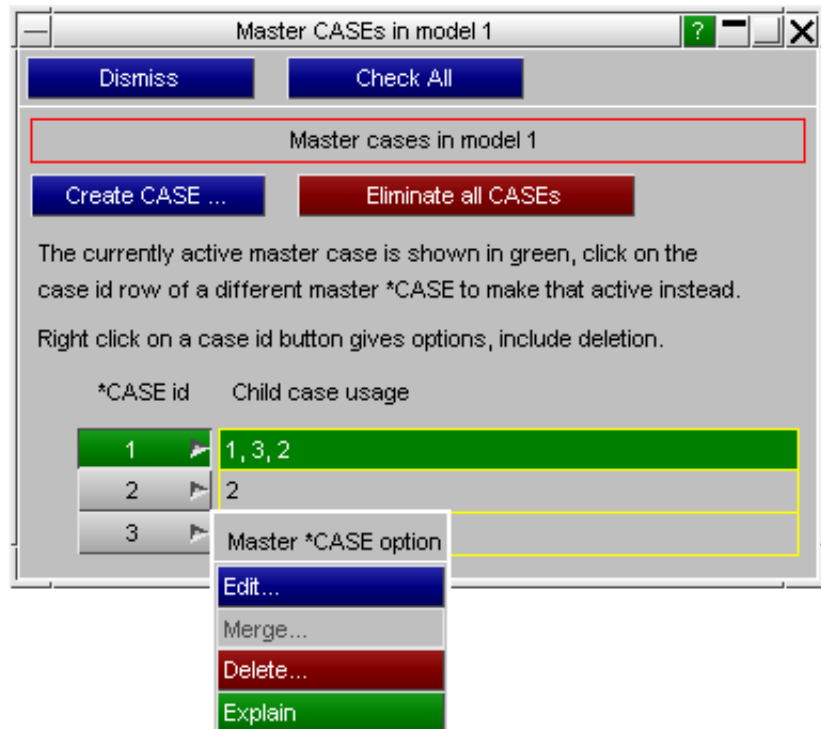 Master CASEs in model 1 ?
Dismiss Check All
Master cases in model 1
Create CASE ... Eliminate all CASEs
The currently active master case is shown in green, click on the
case id row of a different master *CASE to make that active instead.
Right click on a case id button gives options, include deletion.
*CASE id Child case usage
1 1, 3, 2
2 2
3
Master *CASE option
Edit...
Merge...
Delete...
Explain